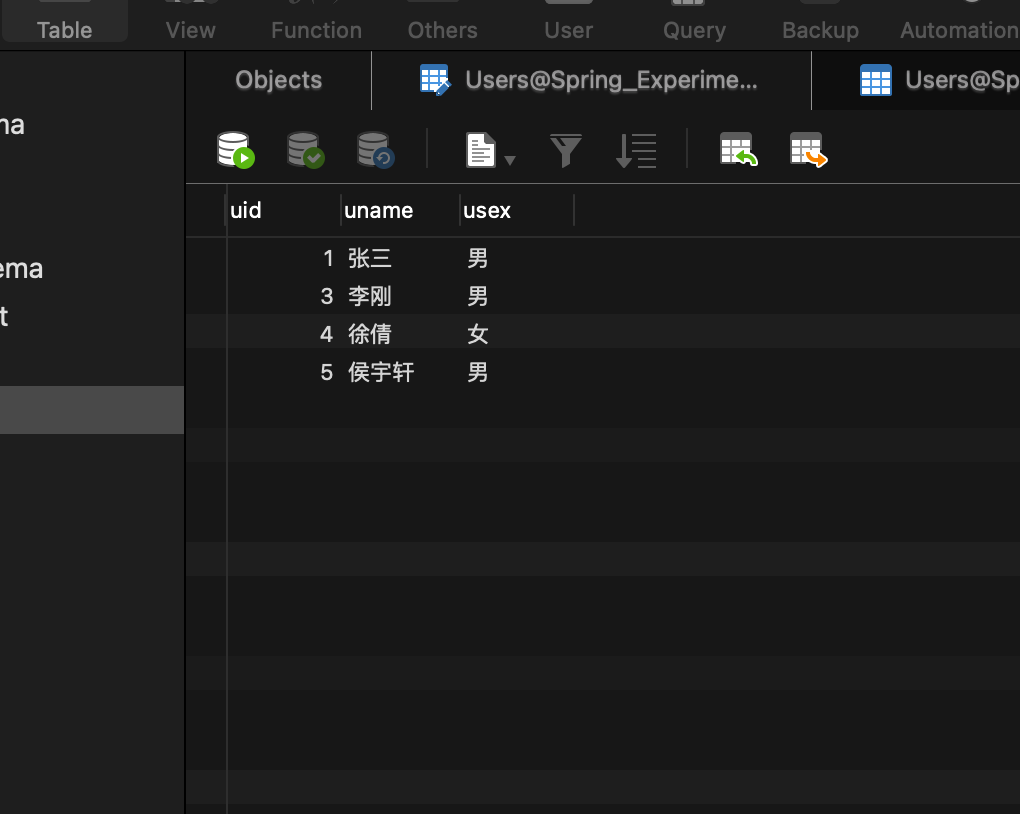 Table View Function Others User Query Backup Automation
Objects Users@Spring_Experime... Users@Sp
ma
ema
t
uid uname usex
1 张三 男
3 李刚 男
4 徐倩 女
5 侯宇轩 男